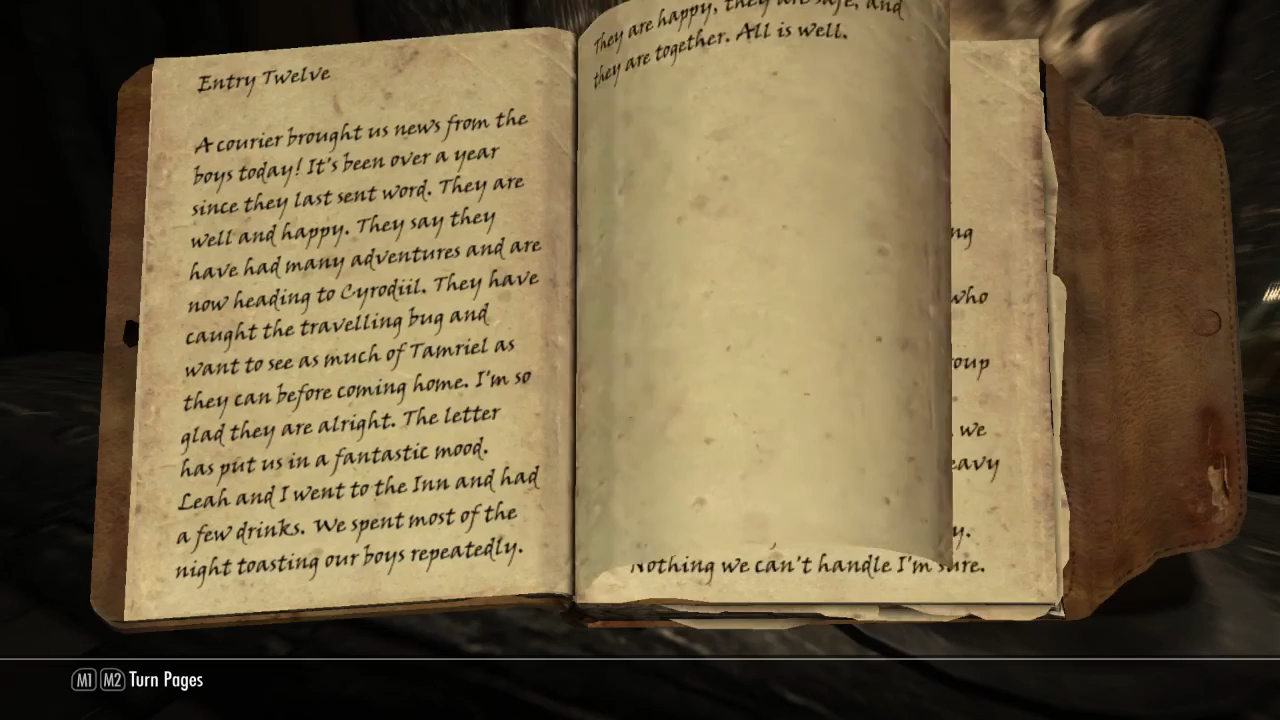 Entry Twelve
A courier brought us news from the
boys today! It's been over a year
since they last sent word. They are
well and happy. They say they
have had many adventures and are
now heading to Cyrodiil. They have
caught the travelling bug and
want to see as much of Tamriel as
they can before coming home. I'm so
glad they are alright. The letter
has put us in a fantastic mood.
Leah and I went to the Inn and had
a few drinks. We spent most of the
night toasting our boys repeatedly.
They are happy, they are safe, and
they are together. All is well.
who
we
Nothing we can't handle I'm sure.
M1 M2 Turn Pages